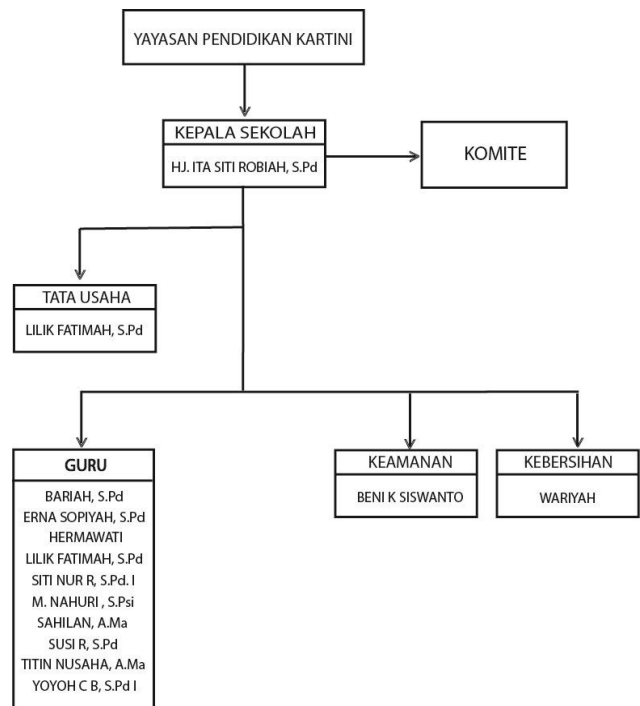 YAYASAN PENDIDIKAN KARTINI
KEPALA SEKOLAH
HJ. ITA SITI ROBIAH, S.Pd
KOMITE
TATA USAHA
LILIK FATIMAH, S.Pd
GURU
BARIAH, S.Pd
ERNA SOPIYAH, S.Pd
HERMAWATI
LILIK FATIMAH, S.Pd
SITI NUR R, S.Pd. I
M. NAHURI , S.Psi
SAHILAN, A.Ma
SUSI R, S.Pd
TITIN NUSAHA, A.Ma
YOYOH C B, S.Pd I
KEAMANAN
BENI K SISWANTO
KEBERSIHAN
WARIYAH